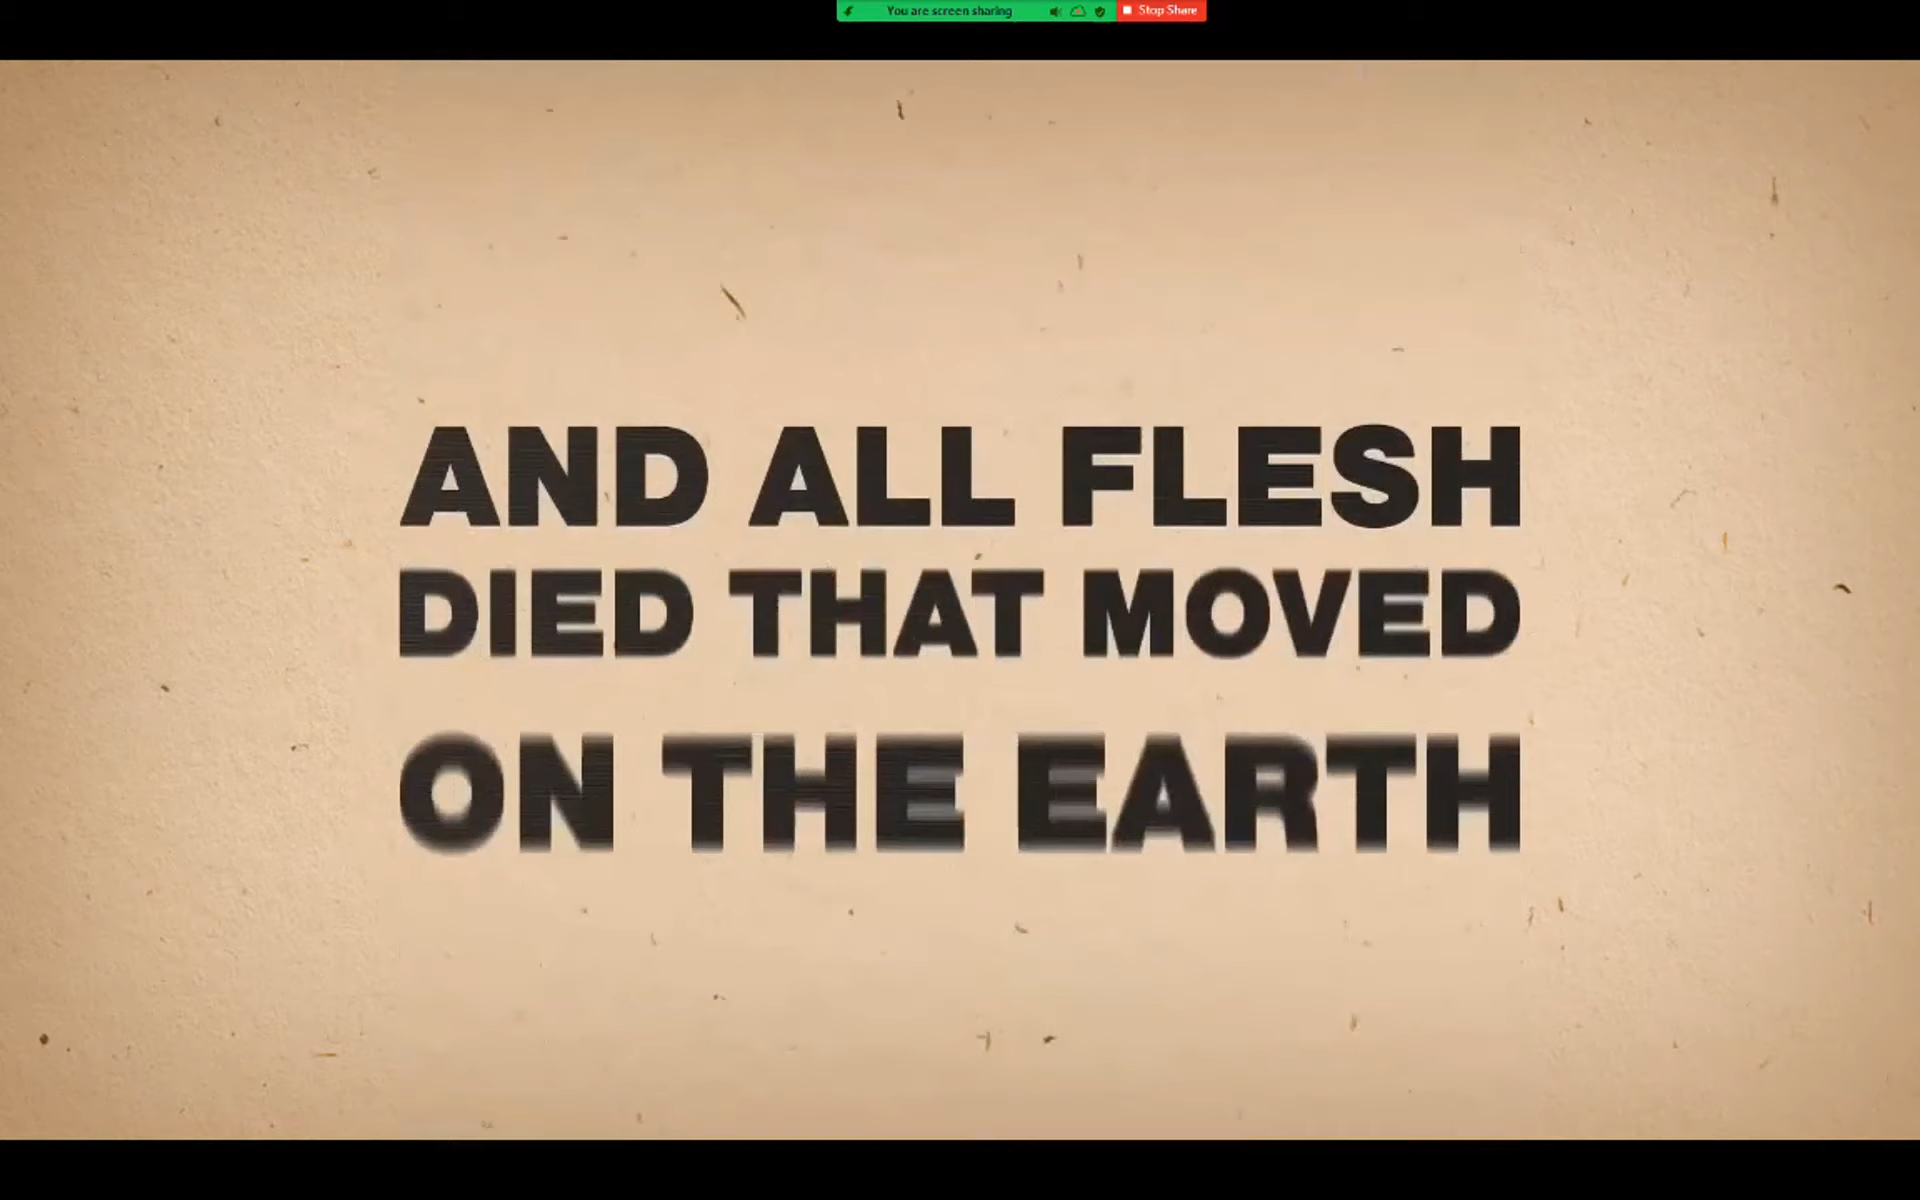 You are screen sharing
Stop Share
AND ALL FLESH
DIED THAT MOVED
ON THE EARTH